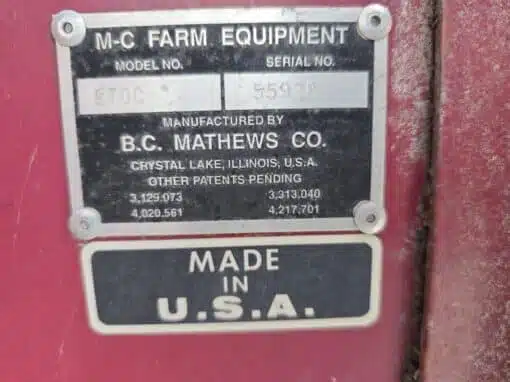 M-C FARM EQUIPMENT
MODEL NO. SERIAL NO.
MANUFACTURED BY
B.C. MATHEWS CO.
CRYSTAL LAKE, ILLINOIS, U.S.A.
OTHER PATENTS PENDING
3,129,073 3,313,040
4,020,561 4,217,701
MADE
IN
U.S.A.